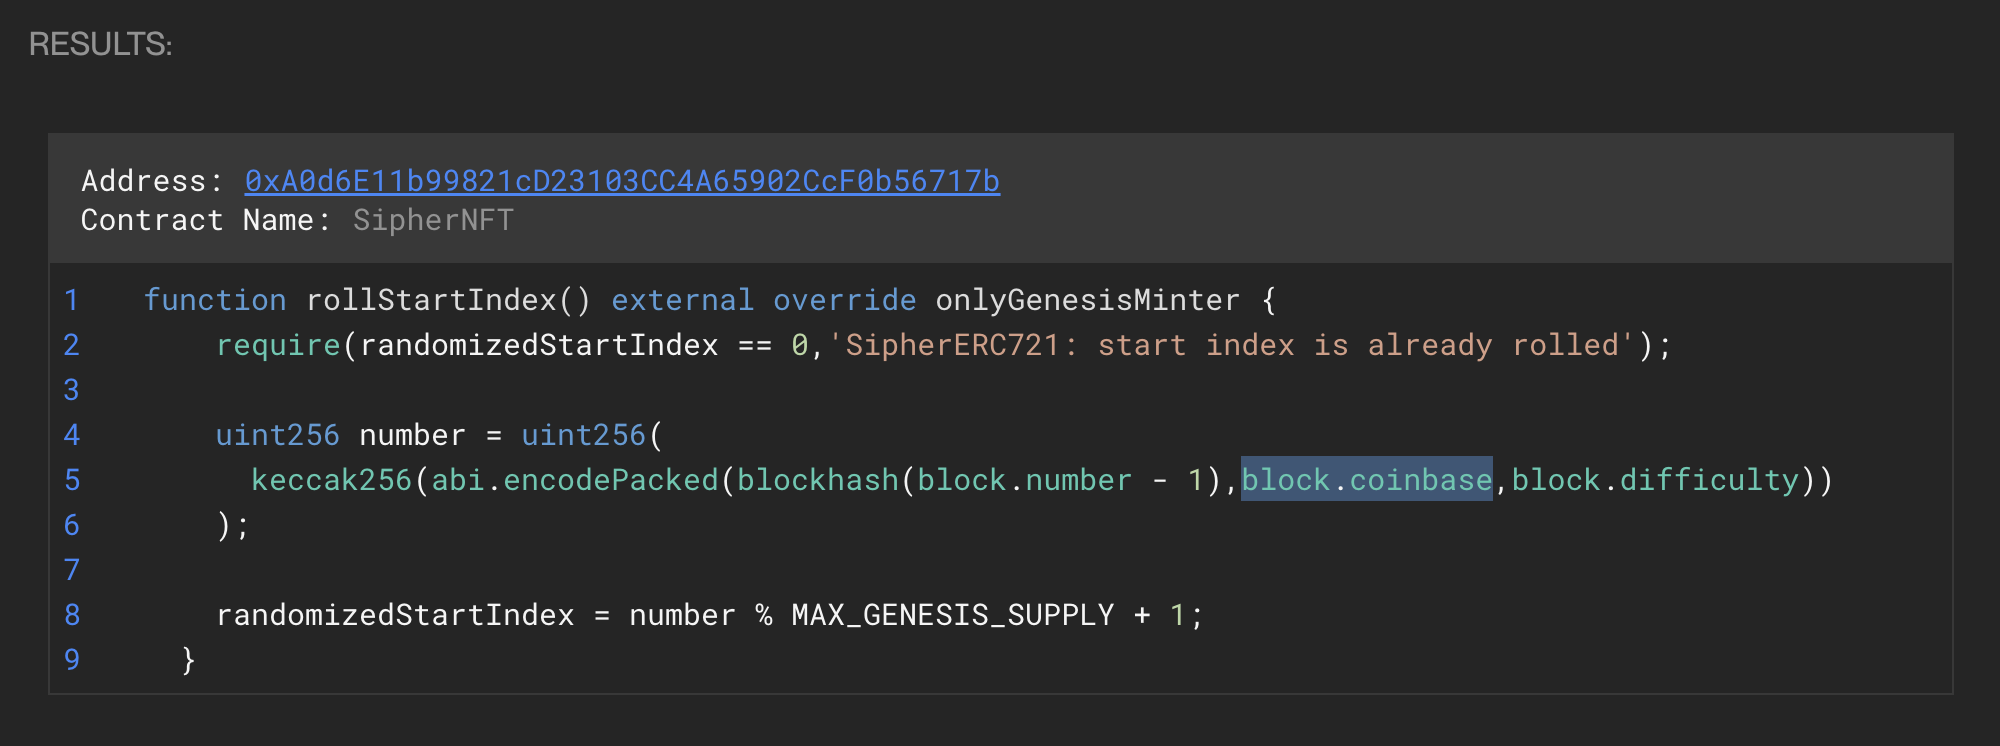 RESULTS:
Address: 0xA0d6E11b99821cD23103CC4A65902CcF0b56717b
Contract Name: SipherNFT
1 function rollStartIndex() external override onlyGenesisMinter {
2 require(randomizedStartIndex == 0,'SipherERC721: start index is already rolled');
3
4 uint256 number = uint256(
5 keccak256(abi.encodePacked(blockhash(block.number - 1),block.coinbase,block.difficulty))
6 );
7
8 randomizedStartIndex = number % MAX_GENESIS_SUPPLY + 1;
9 }